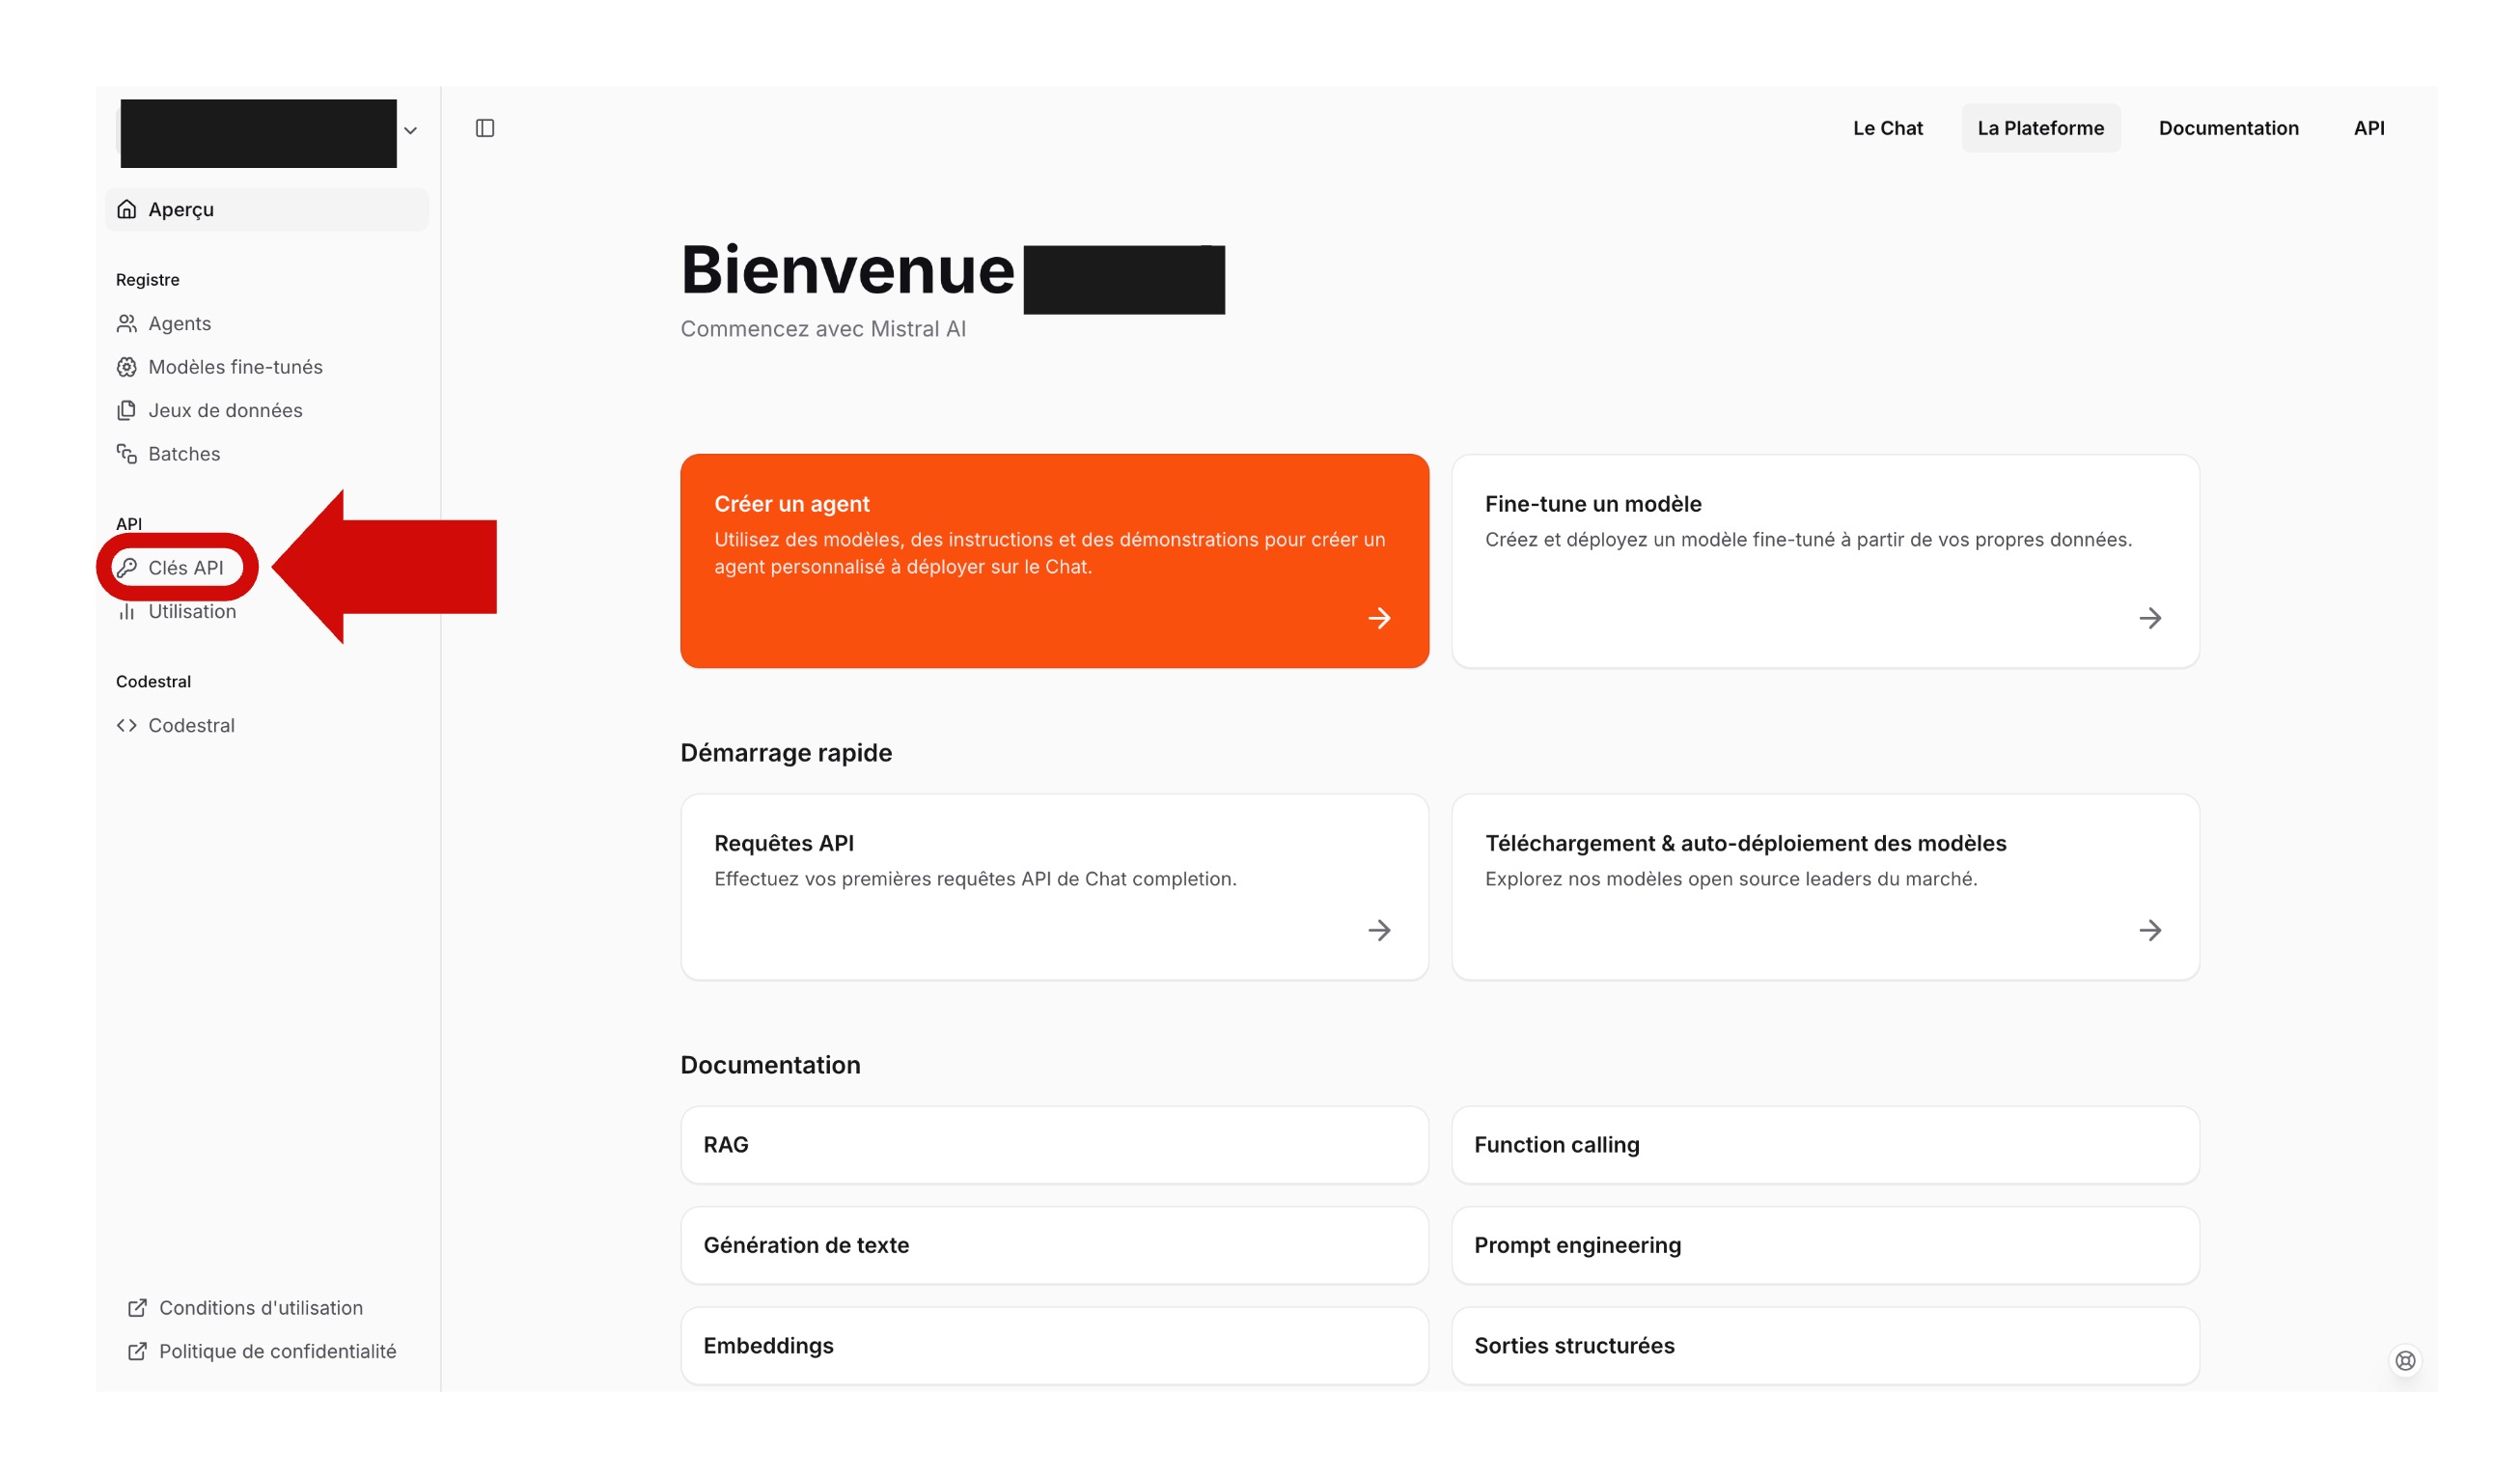 Le Chat
La Plateforme
Documentation
API
Aperçu
Registre
Agents
Modèles fine-tunés
Jeux de données
Batches
API
Clés API
Utilisation
Codestral
Codestral
Conditions d'utilisation
Politique de confidentialité
Bienvenue
Commencez avec Mistral AI
Créer un agent
Utilisez des modèles, des instructions et des démonstrations pour créer un
agent personnalisé à déployer sur le Chat.
Fine-tune un modèle
Créez et déployez un modèle fine-tuné à partir de vos propres données.
Démarrage rapide
Requêtes API
Effectuez vos premières requêtes API de Chat completion.
Téléchargement & auto-déploiement des modèles
Explorez nos modèles open source leaders du marché.
Documentation
RAG
Function calling
Génération de texte
Prompt engineering
Embeddings
Sorties structurées